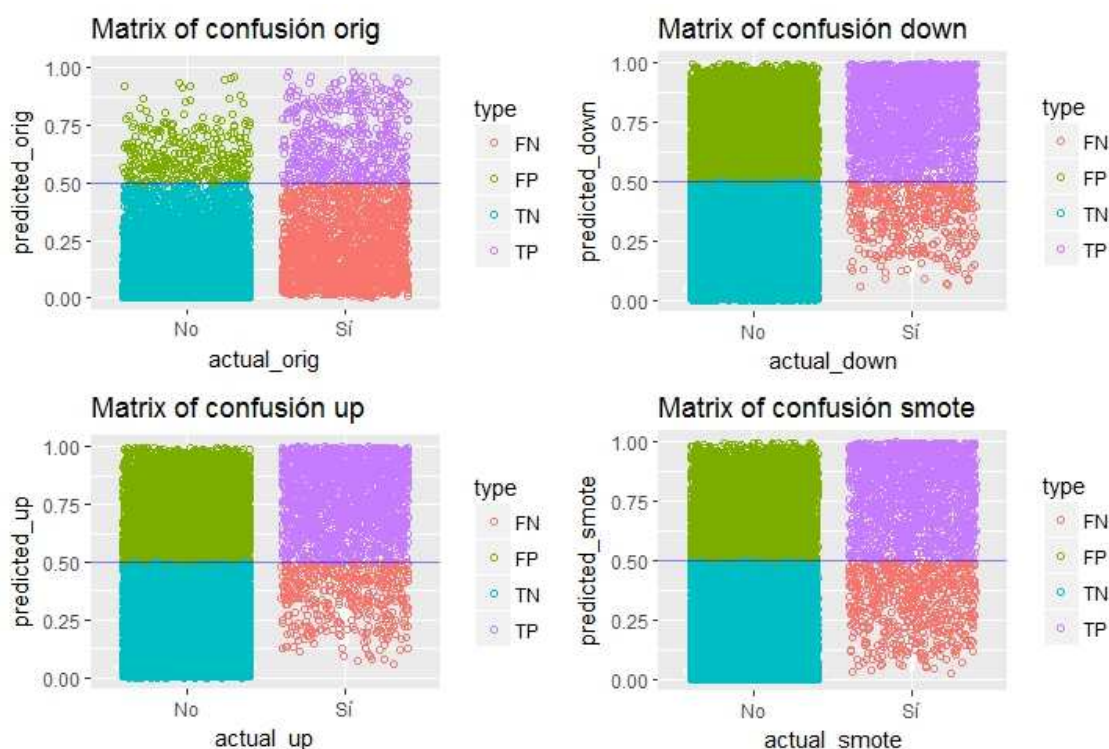 Matrix of confusión orig
1.00
0.75
0.50
0.25
0.00
predicted_orig
No
Sí
actual_orig
type
FN
FP
TN
TP
Matrix of confusión down
1.00
0.75
0.50
0.25
0.00
predicted_down
No
Sí
actual_down
type
FN
FP
TN
TP
Matrix of confusión up
1.00
0.75
0.50
0.25
0.00
predicted_up
No
Sí
actual_up
type
FN
FP
TN
TP
Matrix of confusión smote
1.00
0.75
0.50
0.25
0.00
predicted_smote
No
Sí
actual_smote
type
FN
FP
TN
TP